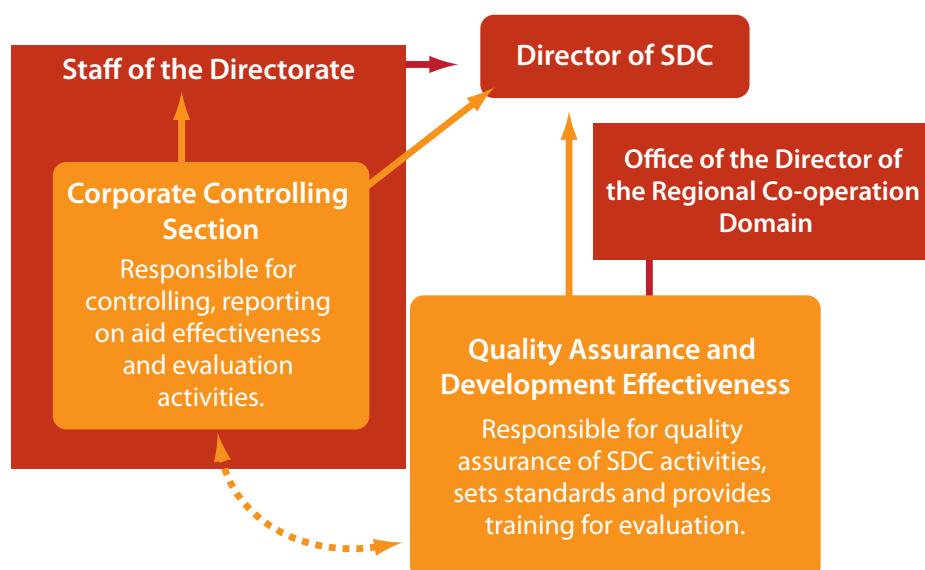 Staff of the Directorate
Director of SDC
Office of the Director of
the Regional Co-operation
Domain
Corporate Controlling
Section
Responsible for
controlling, reporting
on aid effectiveness
and evaluation
activities.
Quality Assurance and
Development Effectiveness
Responsible for quality
assurance of SDC activities,
sets standards and provides
training for evaluation.